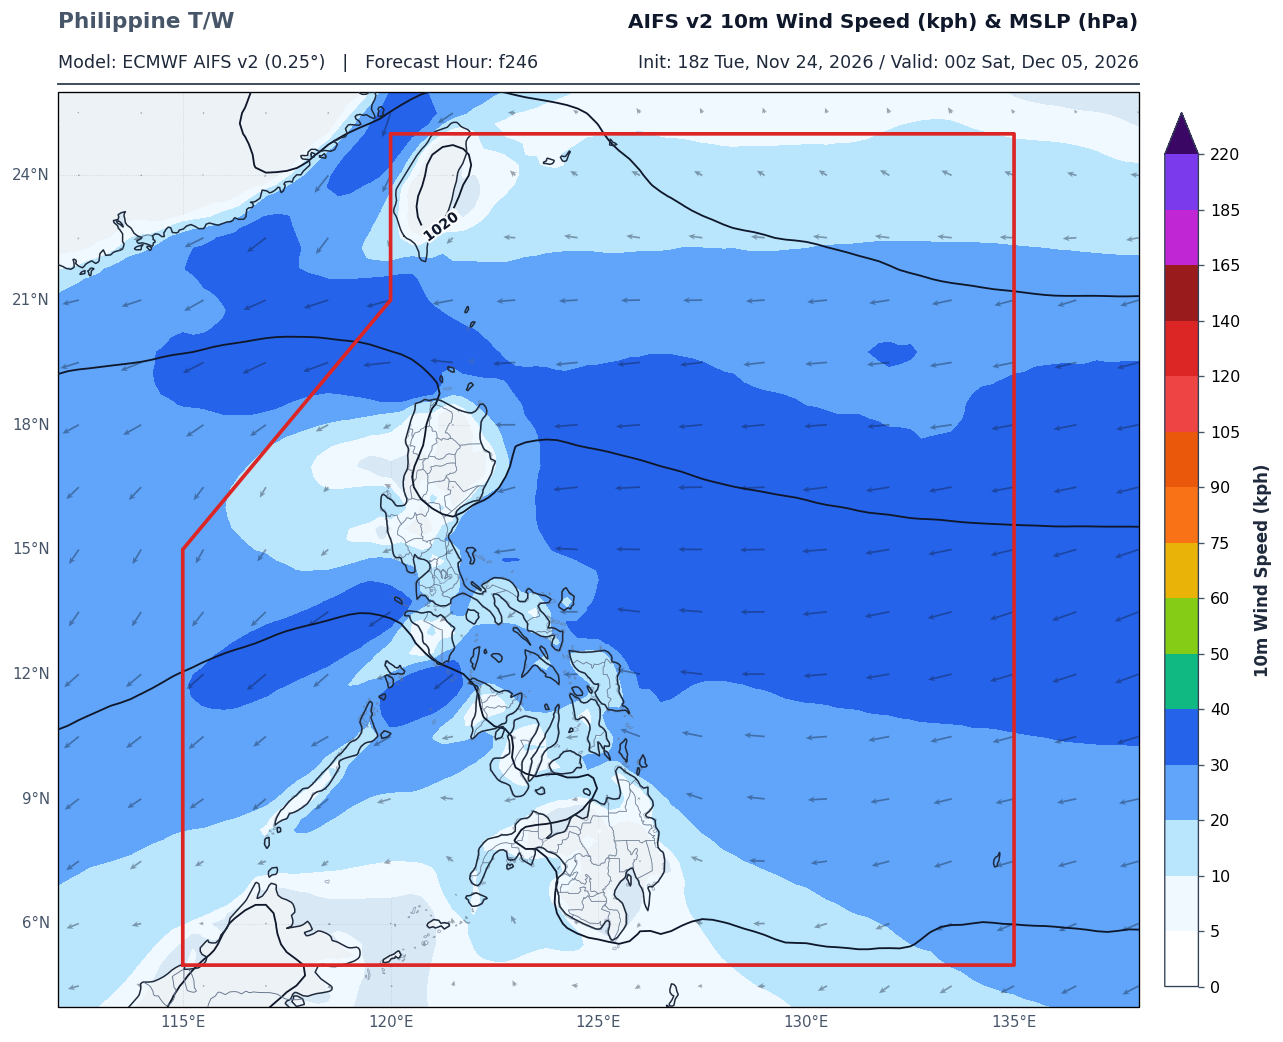 Philippine T/W
AIFS v2 10m Wind Speed (kph) & MSLP (hPa)
Model: ECMWF AIFS v2 (0.25°) | Forecast Hour: f246
Init: 18z Tue, Nov 24, 2026 / Valid: 00z Sat, Dec 05, 2026
24°N
21°N
18°N
15°N
12°N
9°N
6°N
1020
115°E
120°E
125°E
130°E
135°E
220
185
165
140
120
105
90
75
60
50
40
30
20
10
5
0
10m Wind Speed (kph)